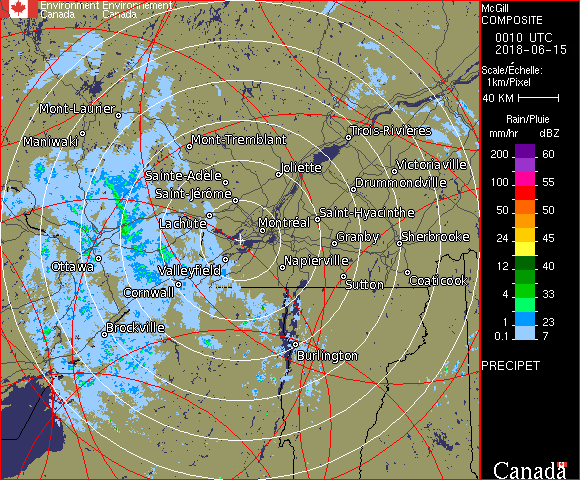 Environment Environnement
Canada Canada
McGill
COMPOSITE
0010 UTC
2018-06-15
Scale/Échelle:
1km/Pixel
40 KM
Rain/Pluie
mm/hr dBZ
200 60
100 55
50 50
24 45
12 40
4 33
1 23
0.1 7
PRECIPET
Canada
Mont-Laurier
Maniwaki
Mont-Tremblant
Trois-Rivières
Sainte-Adèle
Joliette
Victoriaville
Saint-Jérôme
Drummondville
Lachute
Saint-Hyacinthe
Montréal
Granby
Sherbrooke
Ottawa
Valleyfield
Napierville
Sutton
Coaticook
Cornwall
Brockville
Burlington